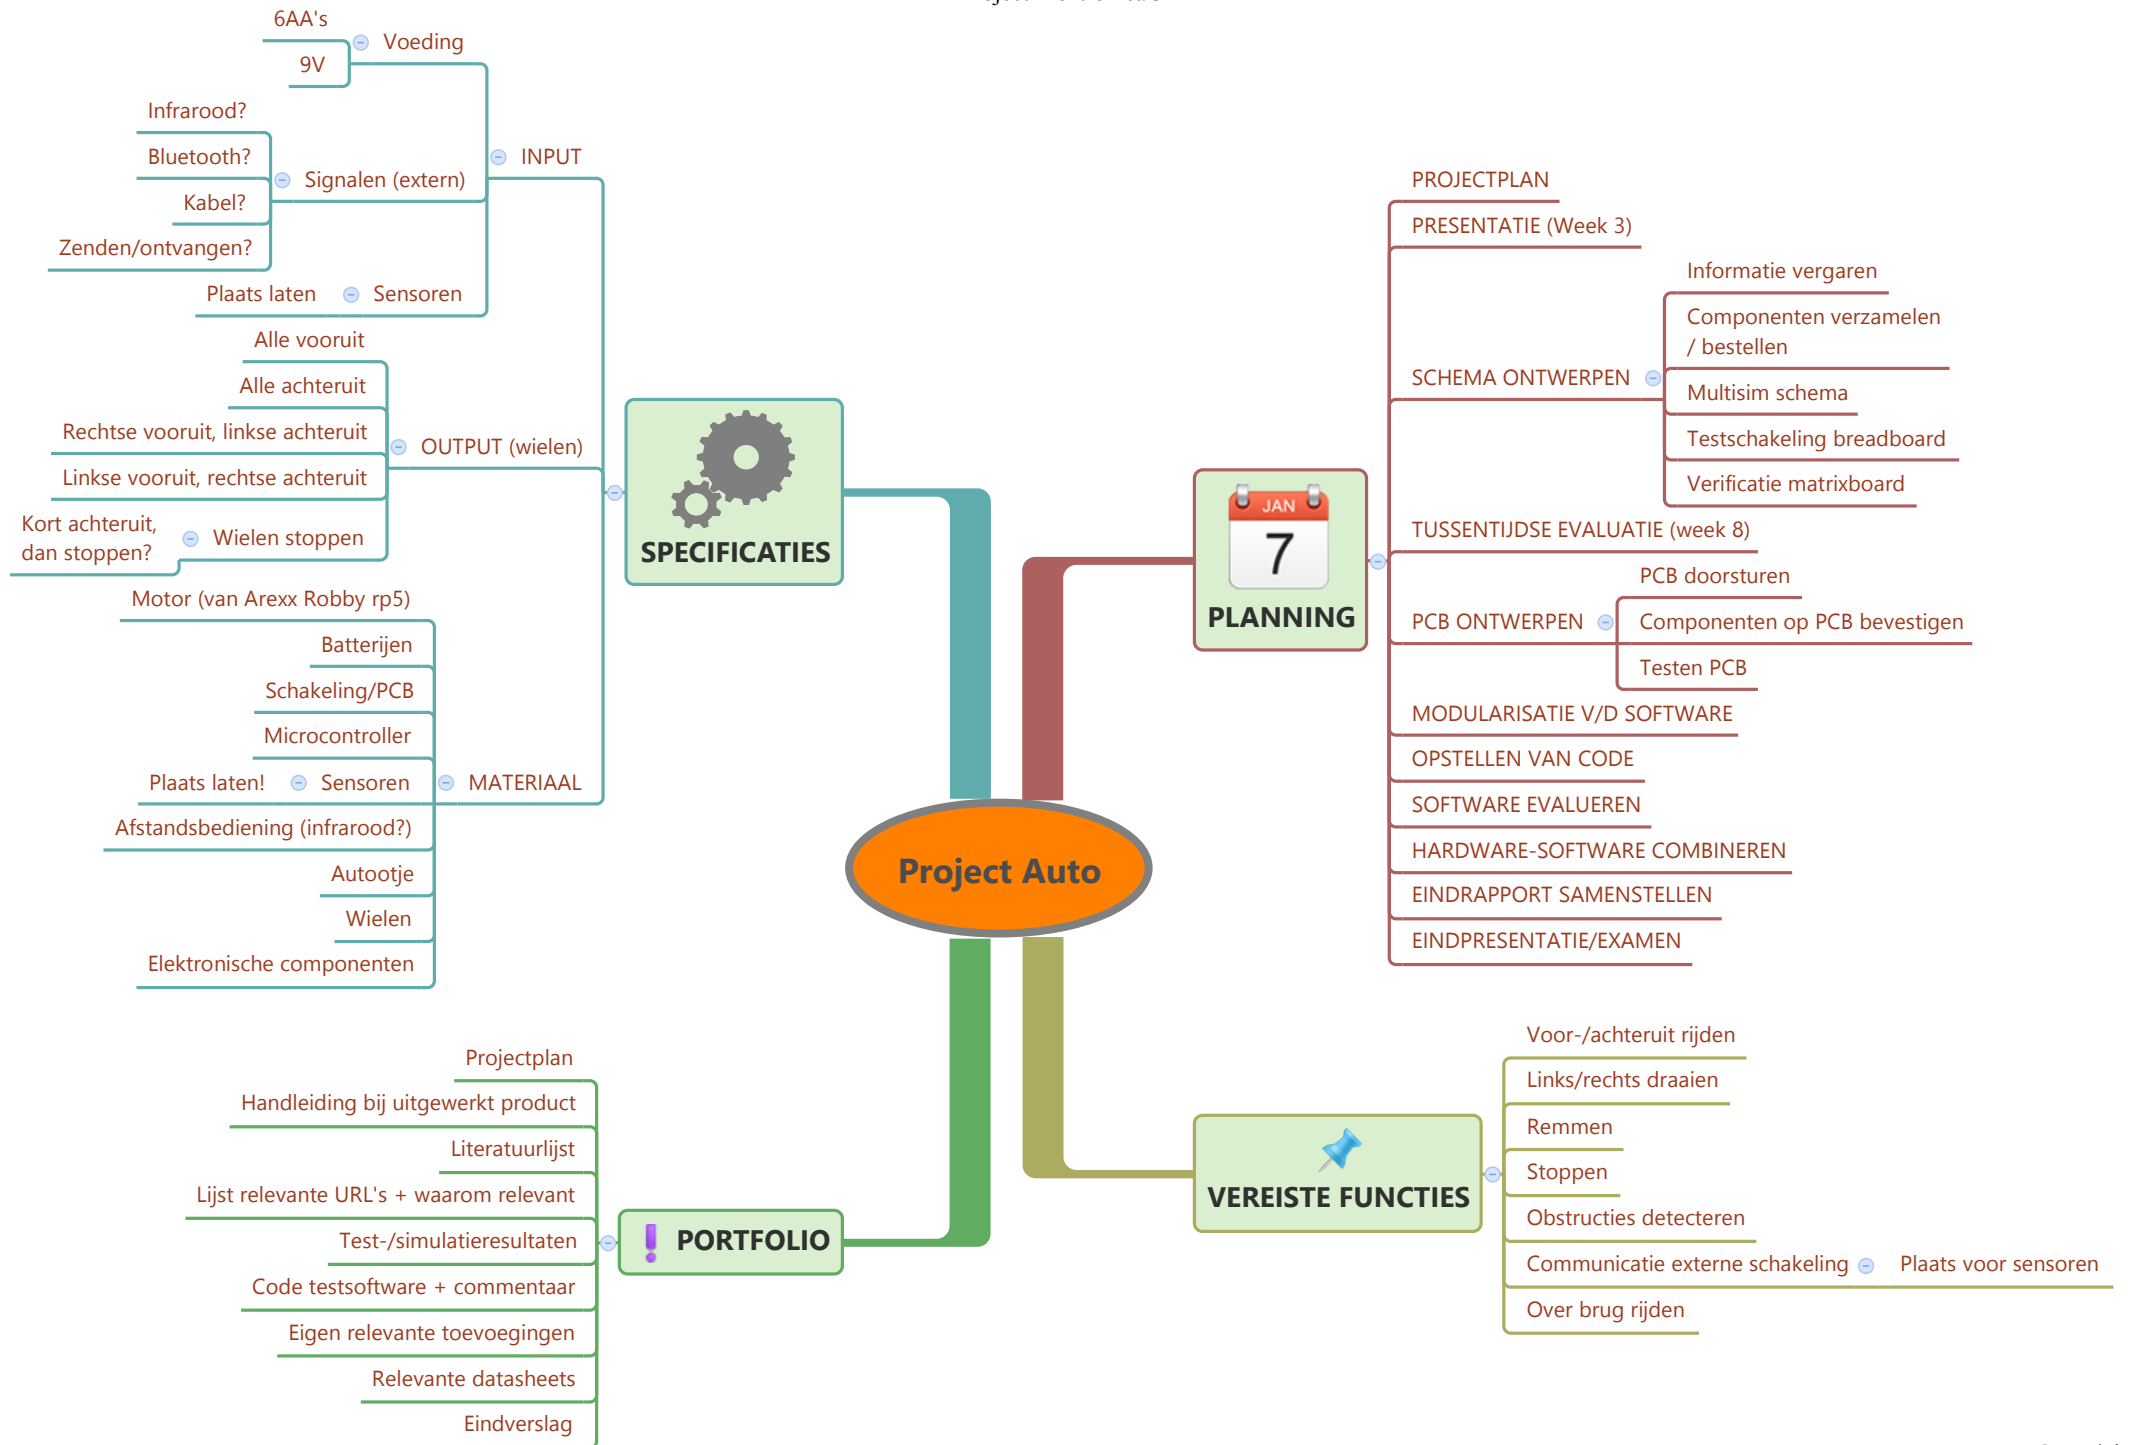 6AA's
Voeding
9V
Infrarood?
Bluetooth?
INPUT
Signalen (extern)
Kabel?
Zenden/ontvangen?
Plaats laten
Sensoren
Alle vooruit
Alle achteruit
Rechtse vooruit, linkse achteruit
OUTPUT (wielen)
Linkse vooruit, rechtse achteruit
Kort achteruit,
dan stoppen?
Wielen stoppen
SPECIFICATIES
Motor (van Arexx Robby rp5)
Batterijen
Schakeling/PCB
Microcontroller
Plaats laten!
Sensoren
MATERIAAL
Afstandsbediening (infrarood?)
Autootje
Wielen
Elektronische componenten
PROJECTPLAN
PRESENTATIE (Week 3)
Informatie vergaren
Componenten verzamelen
/ bestellen
SCHEMA ONTWERPEN
Multisim schema
Testschakeling breadboard
Verificatie matrixboard
JAN
7
PLANNING
TUSSENTIJDSE EVALUATIE (week 8)
PCB doorsturen
PCB ONTWERPEN
Componenten op PCB bevestigen
Testen PCB
MODULARISATIE V/D SOFTWARE
OPSTELLEN VAN CODE
SOFTWARE EVALUEREN
HARDWARE-SOFTWARE COMBINEREN
EINDRAPPORT SAMENSTELLEN
EINDPRESENTATIE/EXAMEN
Project Auto
Projectplan
Handleiding bij uitgewerkt product
Literatuurlijst
Lijst relevante URL's + waarom relevant
Test-/simulatieresultaten
PORTFOLIO
Code testsoftware + commentaar
Eigen relevante toevoegingen
Relevante datasheets
Eindverslag
Voor-/achteruit rijden
Links/rechts draaien
Remmen
Stoppen
VEREISTE FUNCTIES
Obstructies detecteren
Communicatie externe schakeling
Plaats voor sensoren
Over brug rijden